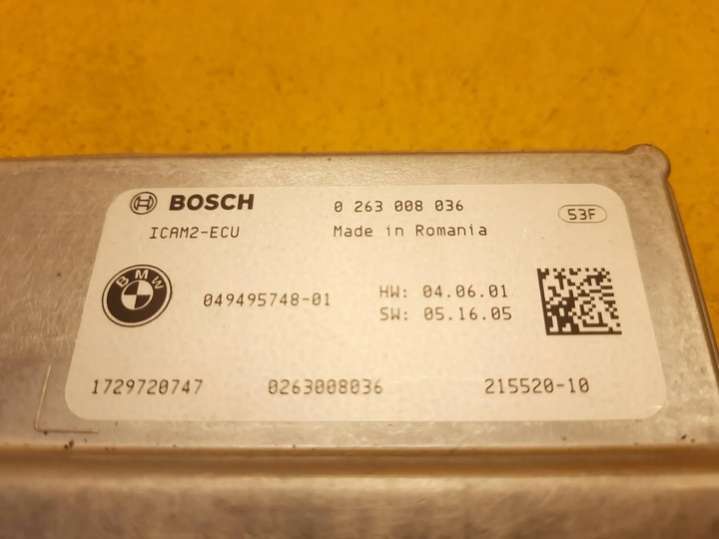 BOSCH 0 263 008 036
53F
ICAM2-ECU Made in Romania
BMW
049495748-01 HW: 04.06.01
SW: 05.16.05
1729720747 0263008036 215520-10